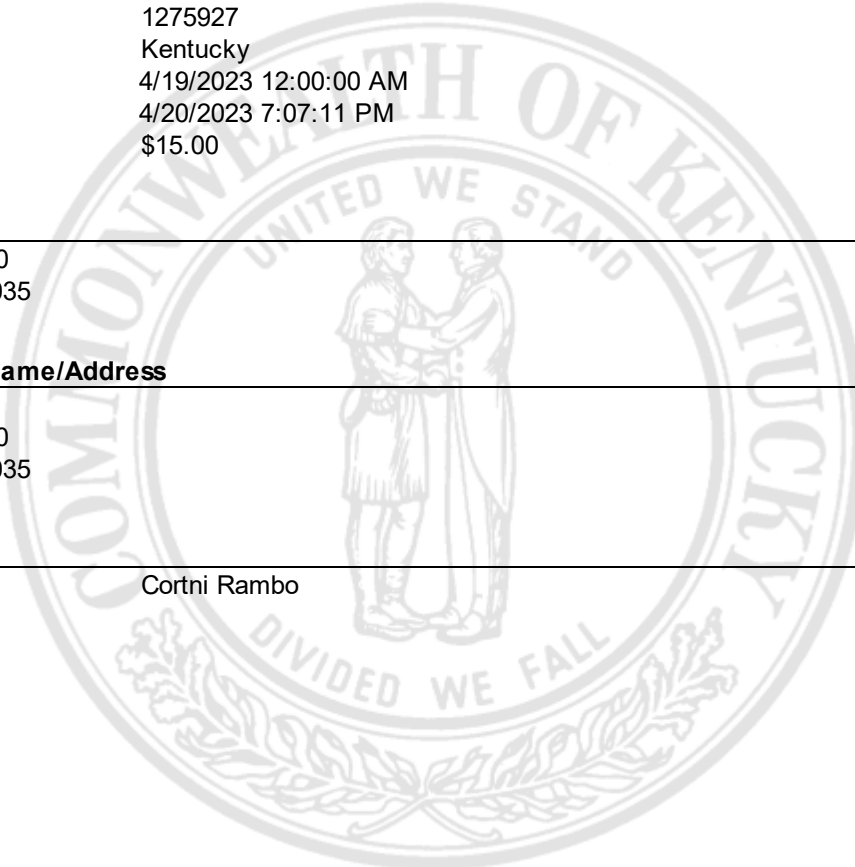 1275927
Kentucky
4/19/2023 12:00:00 AM
4/20/2023 7:07:11 PM
$15.00
COMMONWEALTH OF KENTUCKY
UNITED WE STAND
0
035
ame/Address
0
035
Cortni Rambo
DIVIDED WE FALL